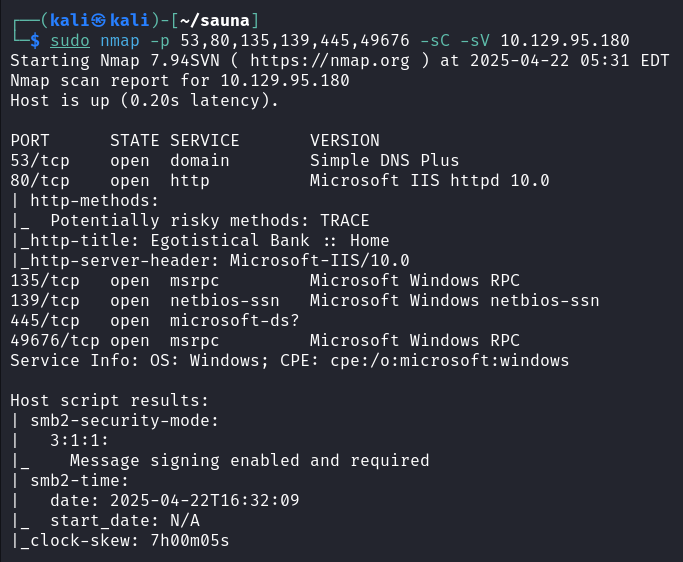 ┌──(kali㉿kali)-[~/sauna]
└─$ sudo nmap -p 53,80,135,139,445,49676 -sC -sV 10.129.95.180
Starting Nmap 7.94SVN ( https://nmap.org ) at 2025-04-22 05:31 EDT
Nmap scan report for 10.129.95.180
Host is up (0.20s latency).

PORT      STATE SERVICE       VERSION
53/tcp    open  domain        Simple DNS Plus
80/tcp    open  http          Microsoft IIS httpd 10.0
| http-methods:
|_  Potentially risky methods: TRACE
|_http-title: Egotistical Bank :: Home
|_http-server-header: Microsoft-IIS/10.0
135/tcp   open  msrpc         Microsoft Windows RPC
139/tcp   open  netbios-ssn   Microsoft Windows netbios-ssn
445/tcp   open  microsoft-ds?
49676/tcp open  msrpc         Microsoft Windows RPC
Service Info: OS: Windows; CPE: cpe:/o:microsoft:windows

Host script results:
| smb2-security-mode:
|   3:1:1:
|_    Message signing enabled and required
| smb2-time:
|   date: 2025-04-22T16:32:09
|_  start_date: N/A
|_clock-skew: 7h00m05s